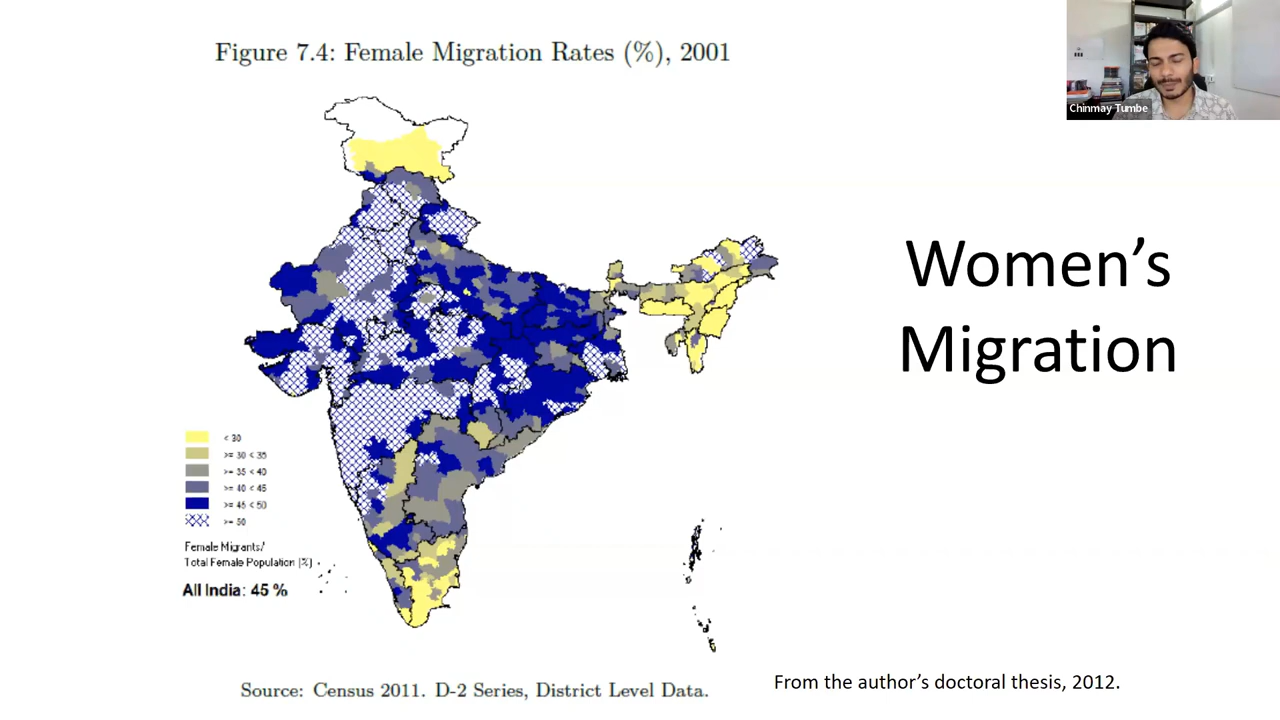 Figure 7.4: Female Migration Rates (%), 2001
Chinmay Tumbe
Women's
Migration
< 30
>= 30 < 35
>= 35 < 40
>= 40 < 45
>= 45 < 50
>= 50
Female Migrants/
Total Female Population (%)
All India: 45 %
Source: Census 2011. D-2 Series, District Level Data.
From the author's doctoral thesis, 2012.